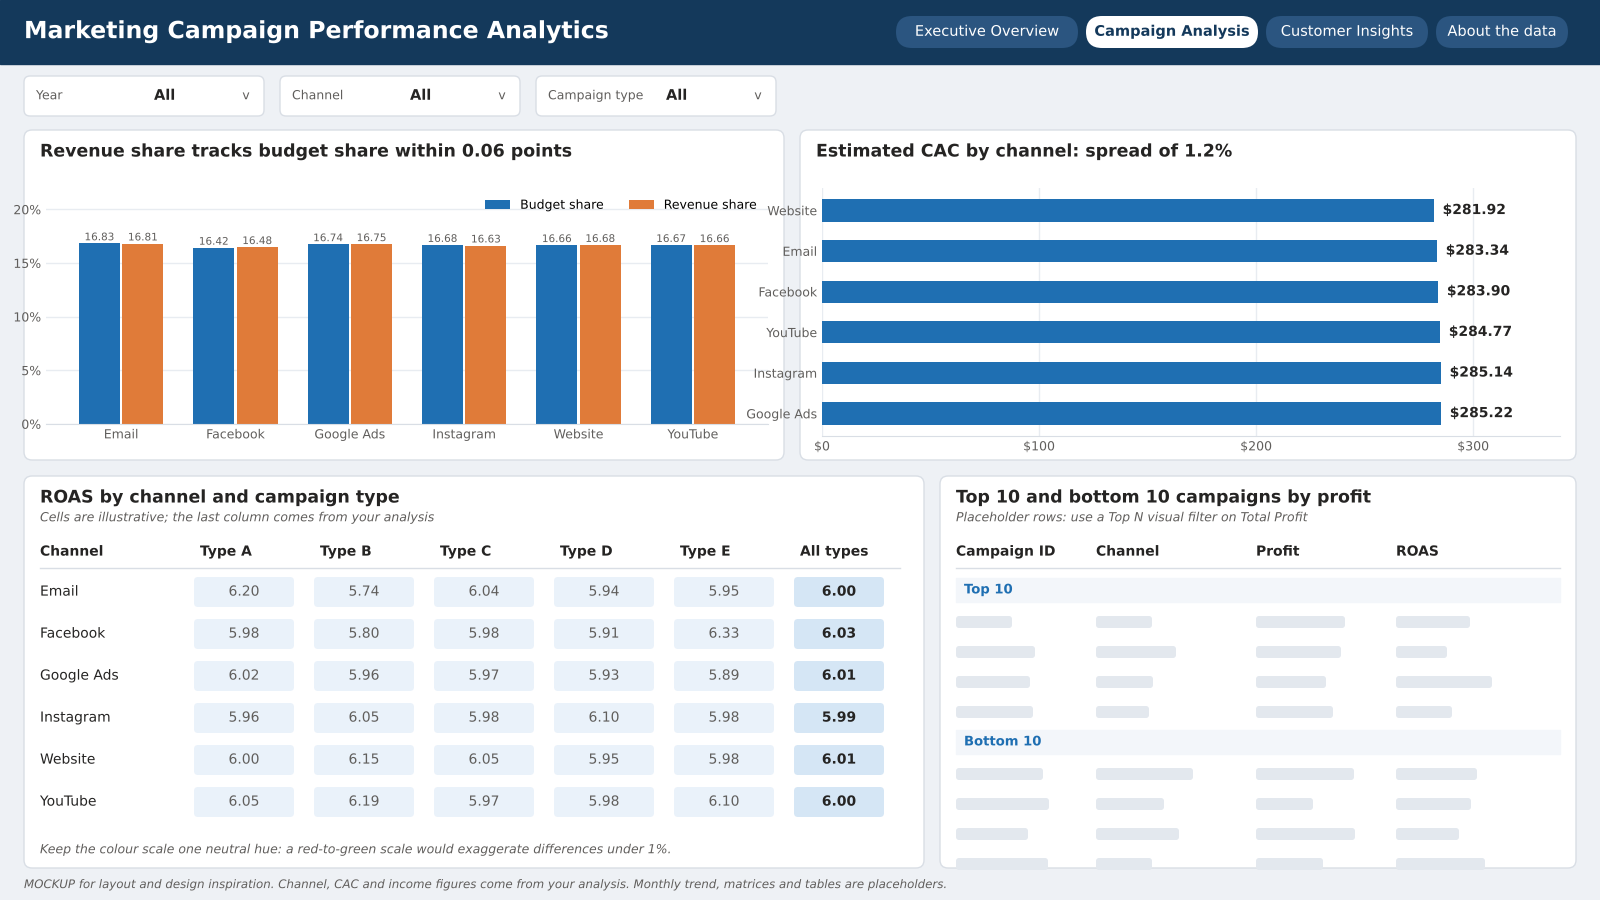 Marketing Campaign Performance Analytics
Executive Overview
Campaign Analysis
Customer Insights
About the data
Year All v
Channel All v
Campaign type All v
Revenue share tracks budget share within 0.06 points
Budget share Revenue share
20%
15%
10%
5%
0%
16.83 16.81 16.42 16.48 16.74 16.75 16.68 16.63 16.66 16.68 16.67 16.66
Email Facebook Google Ads Instagram Website YouTube
Estimated CAC by channel: spread of 1.2%
Website $281.92
Email $283.34
Facebook $283.90
YouTube $284.77
Instagram $285.14
Google Ads $285.22
$0 $100 $200 $300
ROAS by channel and campaign type
Cells are illustrative; the last column comes from your analysis
Channel Type A Type B Type C Type D Type E All types
Email 6.20 5.74 6.04 5.94 5.95 6.00
Facebook 5.98 5.80 5.98 5.91 6.33 6.03
Google Ads 6.02 5.96 5.97 5.93 5.89 6.01
Instagram 5.96 6.05 5.98 6.10 5.98 5.99
Website 6.00 6.15 6.05 5.95 5.98 6.01
YouTube 6.05 6.19 5.97 5.98 6.10 6.00
Keep the colour scale one neutral hue: a red-to-green scale would exaggerate differences under 1%.
Top 10 and bottom 10 campaigns by profit
Placeholder rows: use a Top N visual filter on Total Profit
Campaign ID Channel Profit ROAS
Top 10
Bottom 10
MOCKUP for layout and design inspiration. Channel, CAC and income figures come from your analysis. Monthly trend, matrices and tables are placeholders.